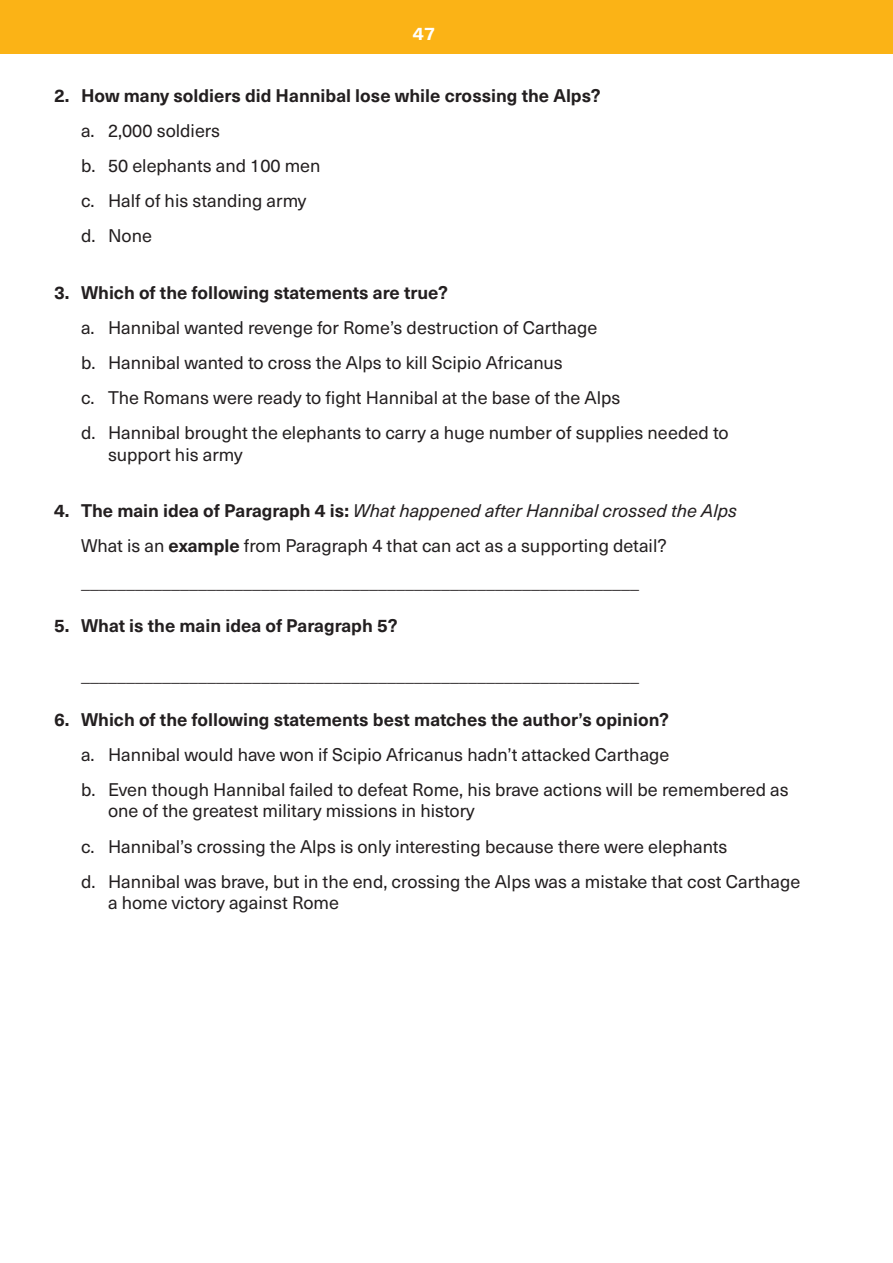 47
2. How many soldiers did Hannibal lose while crossing the Alps?
a. 2,000 soldiers
b. 50 elephants and 100 men
c. Half of his standing army
d. None
3. Which of the following statements are true?
a. Hannibal wanted revenge for Rome’s destruction of Carthage
b. Hannibal wanted to cross the Alps to kill Scipio Africanus
c. The Romans were ready to fight Hannibal at the base of the Alps
d. Hannibal brought the elephants to carry a huge number of supplies needed to
support his army
4. The main idea of Paragraph 4 is: What happened after Hannibal crossed the Alps
What is an example from Paragraph 4 that can act as a supporting detail?
5. What is the main idea of Paragraph 5?
6. Which of the following statements best matches the author’s opinion?
a. Hannibal would have won if Scipio Africanus hadn’t attacked Carthage
b. Even though Hannibal failed to defeat Rome, his brave actions will be remembered as
one of the greatest military missions in history
c. Hannibal’s crossing the Alps is only interesting because there were elephants
d. Hannibal was brave, but in the end, crossing the Alps was a mistake that cost Carthage
a home victory against Rome